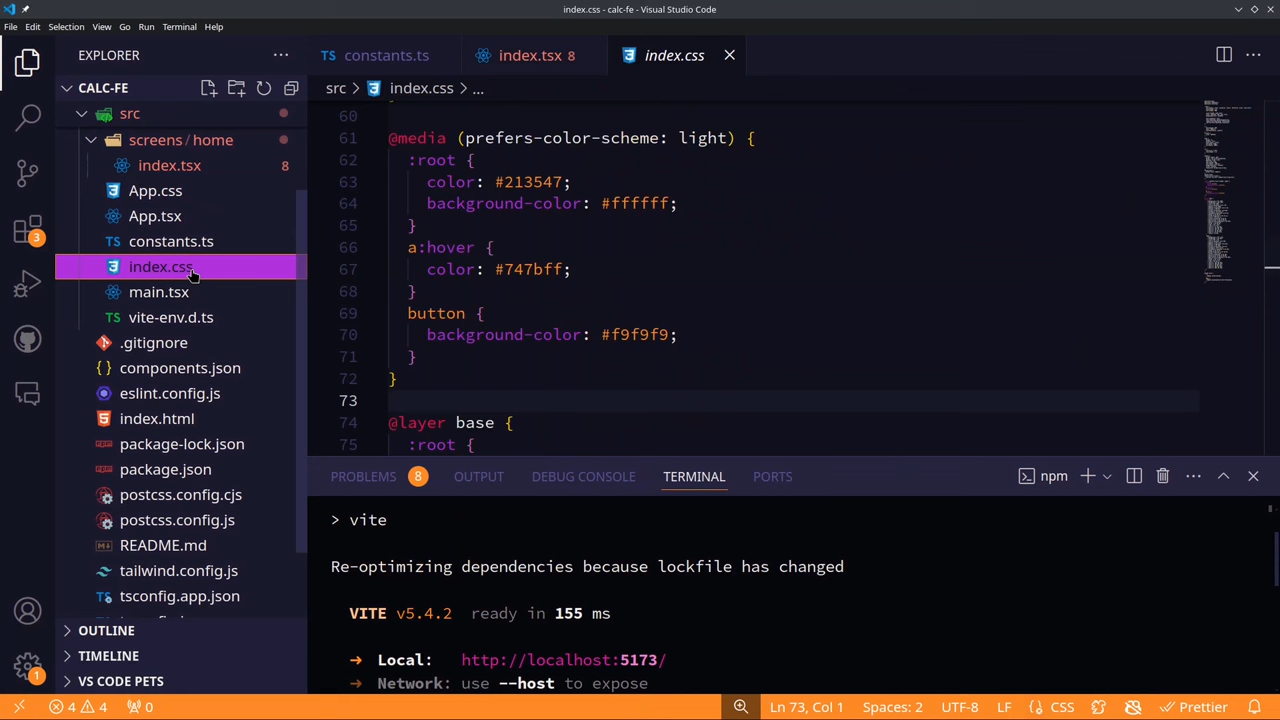 index.css - calc-fe - Visual Studio Code
File Edit Selection View Go Run Terminal Help
EXPLORER
CALC-FE
src
screens / home
index.tsx 8
App.css
App.tsx
constants.ts
index.css
main.tsx
vite-env.d.ts
.gitignore
components.json
eslint.config.js
index.html
package-lock.json
package.json
postcss.config.cjs
postcss.config.js
README.md
tailwind.config.js
tsconfig.app.json
OUTLINE
TIMELINE
VS CODE PETS
3
1
TS constants.ts
index.tsx 8
index.css
src > index.css > ...
60
61 @media (prefers-color-scheme: light) {
62 :root {
63 color: #213547;
64 background-color: #ffffff;
65 }
66 a:hover {
67 color: #747bff;
68 }
69 button {
70 background-color: #f9f9f9;
71 }
72 }
73
74 @layer base {
75 :root {
PROBLEMS 8 OUTPUT DEBUG CONSOLE TERMINAL PORTS
npm
> vite
Re-optimizing dependencies because lockfile has changed
VITE v5.4.2 ready in 155 ms
➜ Local: http://localhost:5173/
➜ Network: use --host to expose
4 4 0
Ln 73, Col 1 Spaces: 2 UTF-8 LF {} CSS Prettier